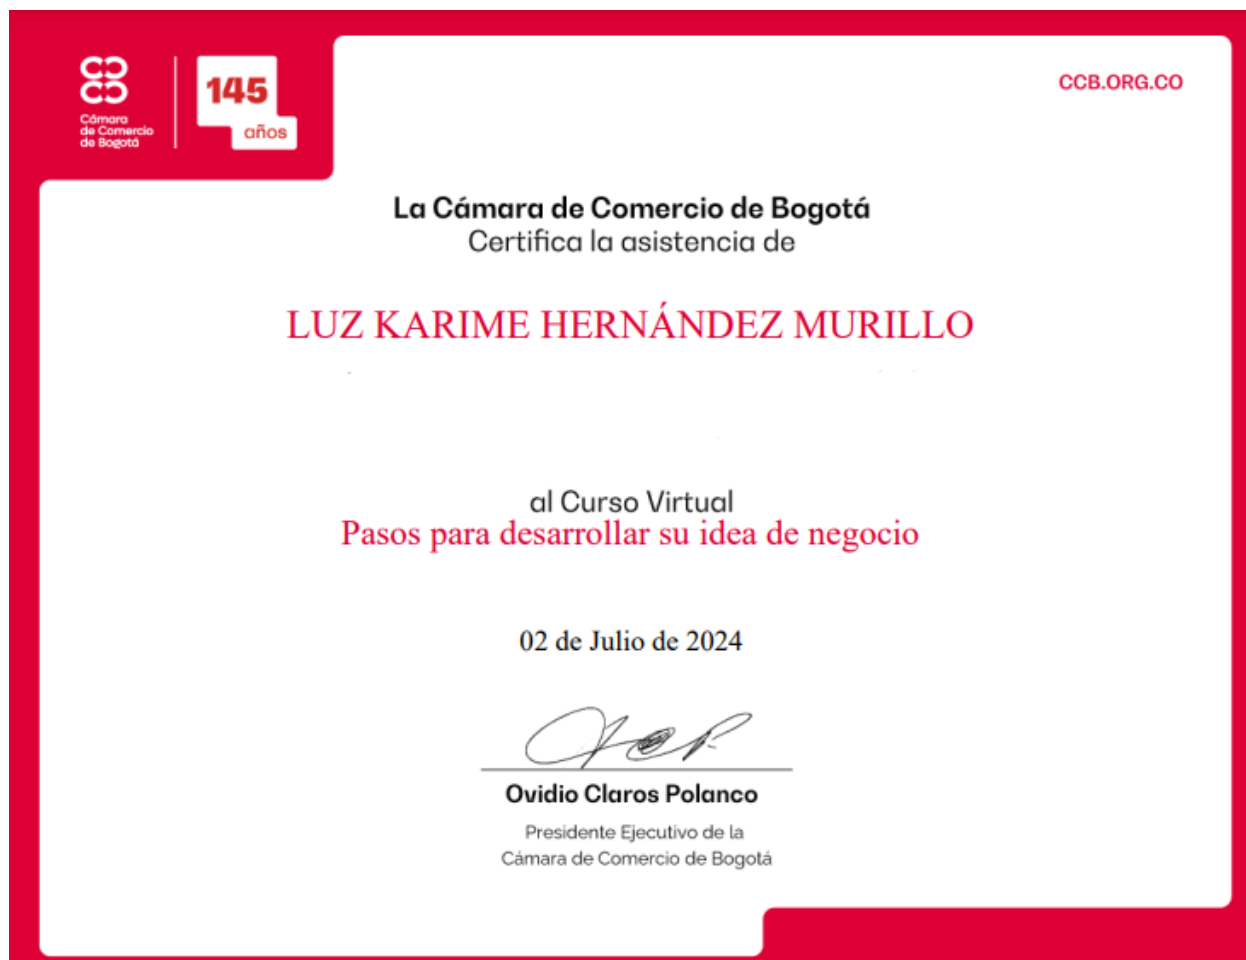 Cámara
de Comercio
de Bogotá
145
años
CCB.ORG.CO
La Cámara de Comercio de Bogotá
Certifica la asistencia de
LUZ KARIME HERNÁNDEZ MURILLO
al Curso Virtual
Pasos para desarrollar su idea de negocio
02 de Julio de 2024
Ovidio Claros Polanco
Presidente Ejecutivo de la
Cámara de Comercio de Bogotá